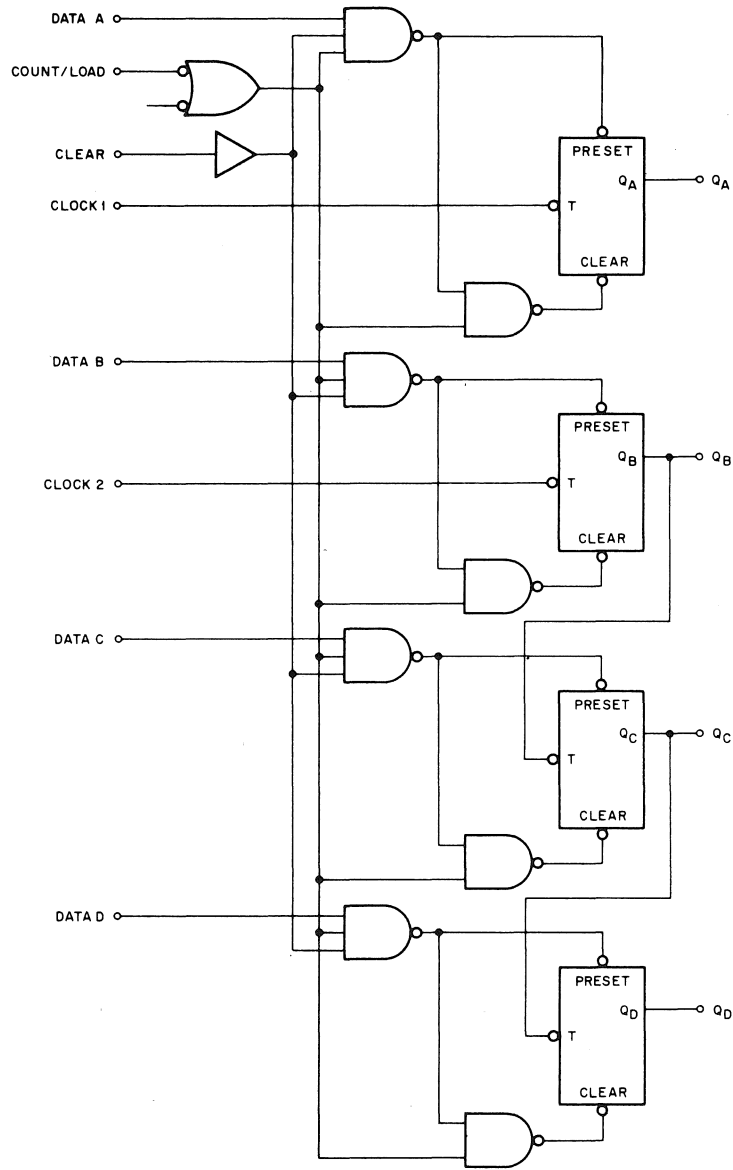 DATA A
COUNT/LOAD
CLEAR
CLOCK 1
PRESET
QA
QA
T
CLEAR
DATA B
CLOCK 2
PRESET
QB
QB
T
CLEAR
DATA C
PRESET
QC
QC
T
CLEAR
DATA D
PRESET
QD
QD
T
CLEAR